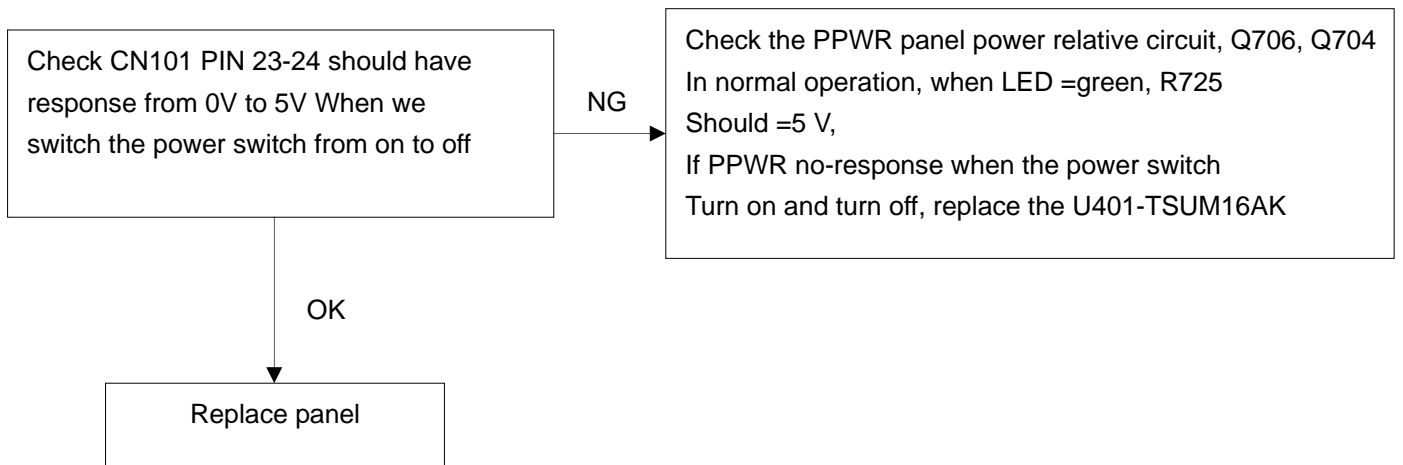 Check CN101 PIN 23-24 should have
response from 0V to 5V When we
switch the power switch from on to off
NG
Check the PPWR panel power relative circuit, Q706, Q704
In normal operation, when LED =green, R725
Should =5 V,
If PPWR no-response when the power switch
Turn on and turn off, replace the U401-TSUM16AK
OK
Replace panel